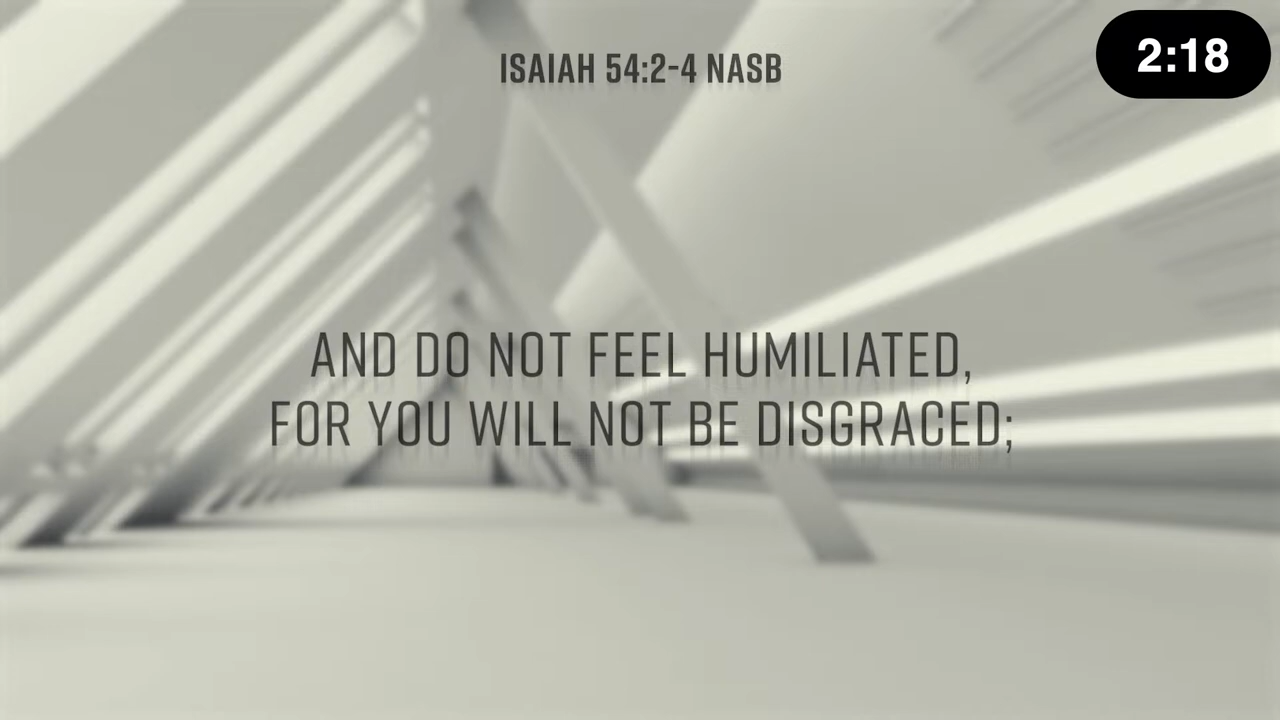 ISAIAH 54:2-4 NASB
2:18
AND DO NOT FEEL HUMILIATED,
FOR YOU WILL NOT BE DISGRACED;